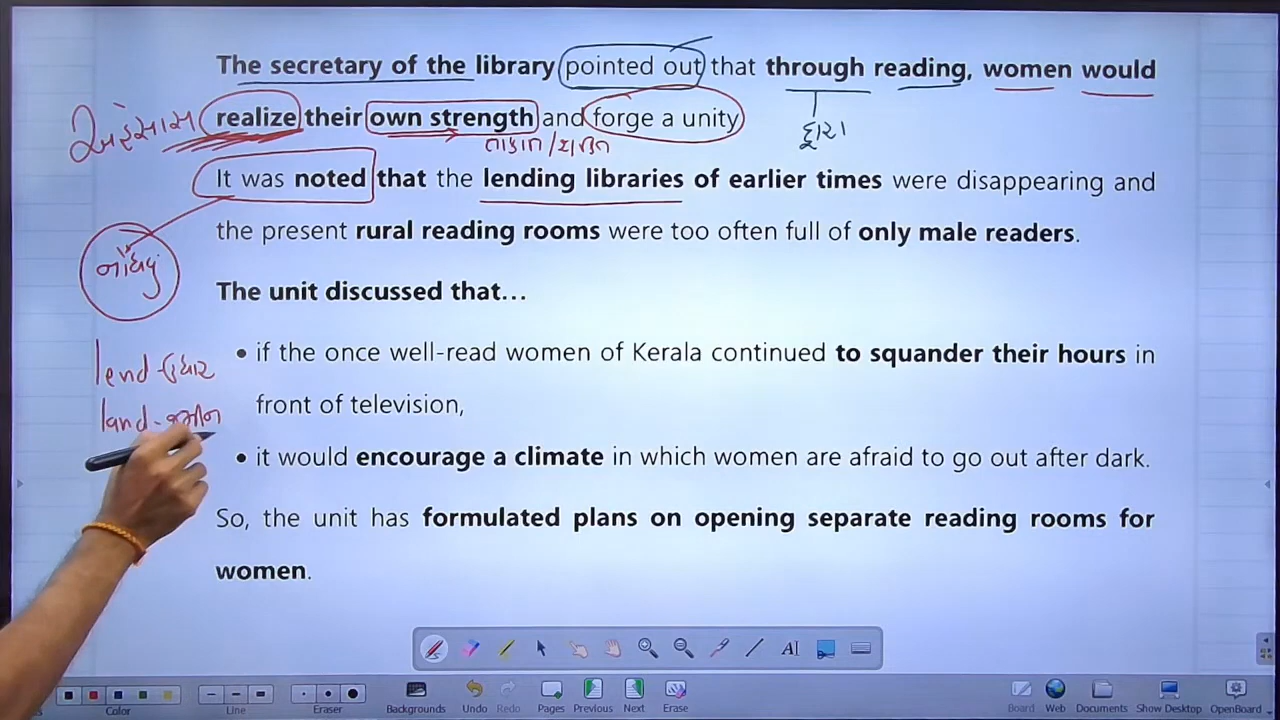 The secretary of the library pointed out that through reading, women would
અહેસાસ realize their own strength and forge a unity
દ્વારા
તાકાત / શક્તિ
It was noted that the lending libraries of earlier times were disappearing and
the present rural reading rooms were too often full of only male readers.
નોંધ્યું
The unit discussed that...
• if the once well-read women of Kerala continued to squander their hours in
lend - ઉધાર
front of television,
land - જમીન
• it would encourage a climate in which women are afraid to go out after dark.
So, the unit has formulated plans on opening separate reading rooms for
women.
Color Line Eraser Backgrounds Undo Redo Pages Previous Next Erase Board Web Documents Show Desktop OpenBoard